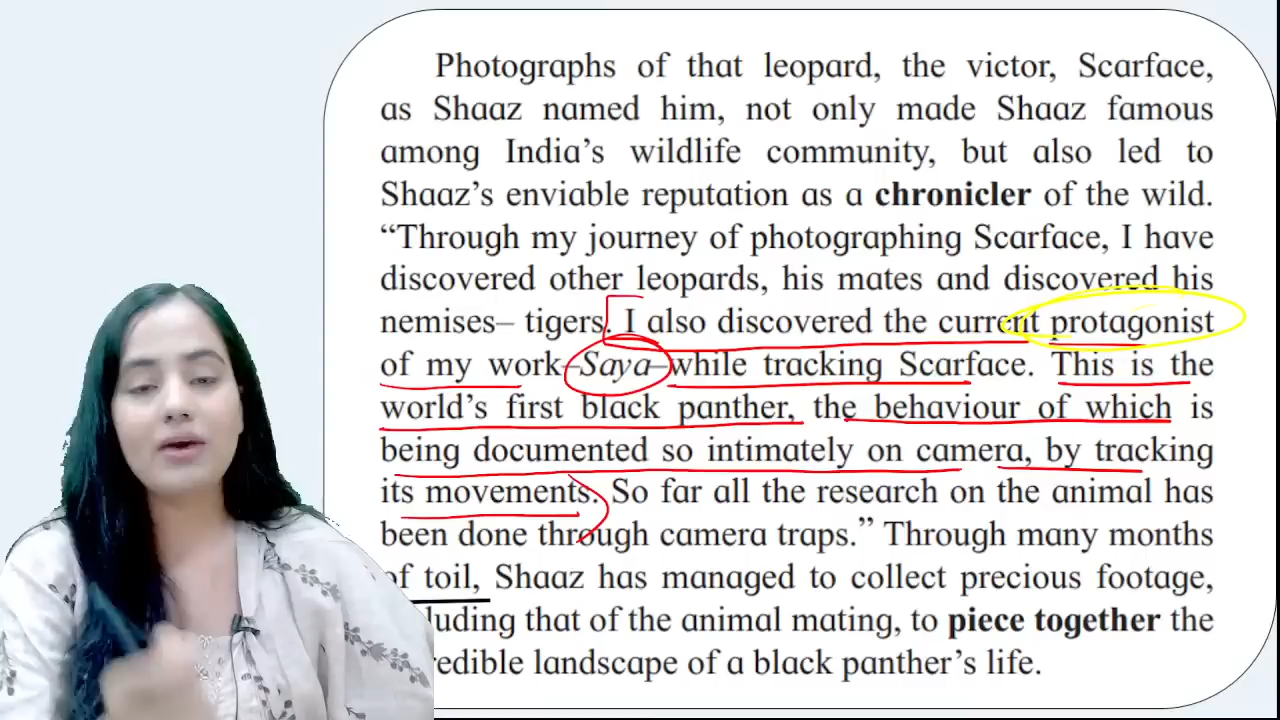 Photographs of that leopard, the victor, Scarface,
as Shaaz named him, not only made Shaaz famous
among India's wildlife community, but also led to
Shaaz's enviable reputation as a chronicler of the wild.
“Through my journey of photographing Scarface, I have
discovered other leopards, his mates and discovered his
nemises– tigers. I also discovered the current protagonist
of my work–Saya–while tracking Scarface. This is the
world's first black panther, the behaviour of which is
being documented so intimately on camera, by tracking
its movements. So far all the research on the animal has
been done through camera traps.” Through many months
of toil, Shaaz has managed to collect precious footage,
that of the animal mating, to piece together the
landscape of a black panther's life.